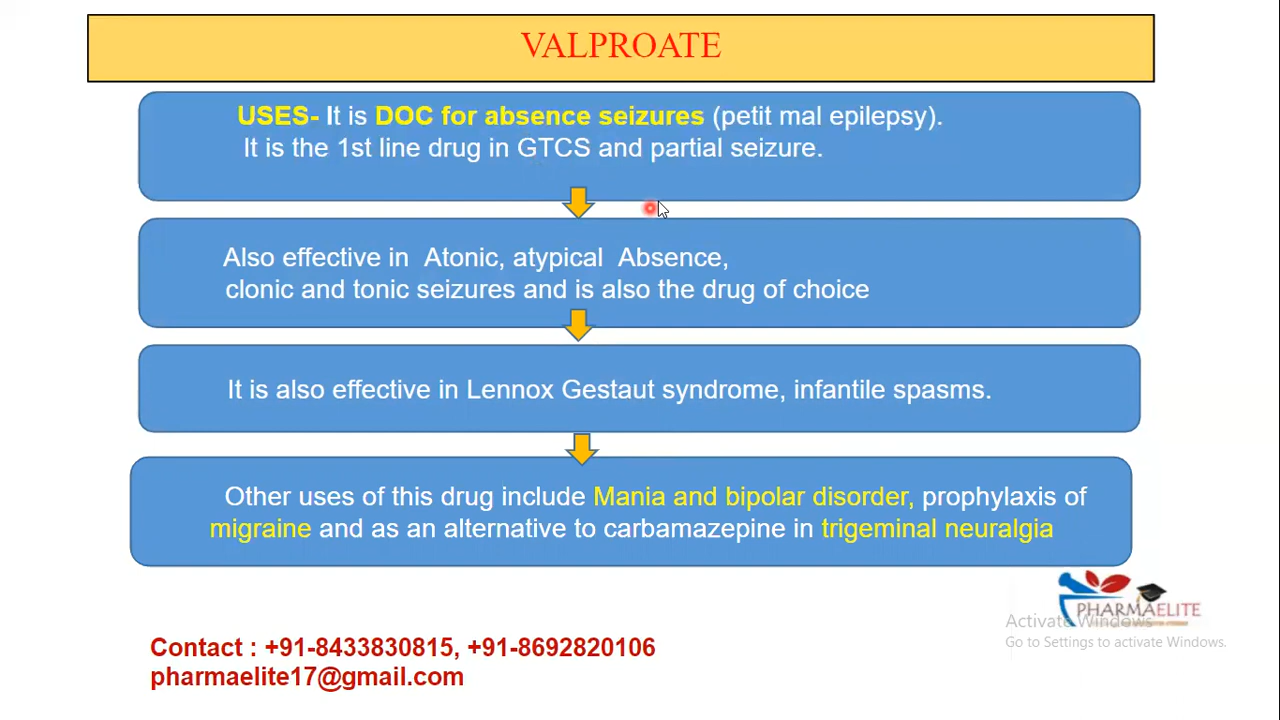 VALPROATE
USES- It is DOC for absence seizures (petit mal epilepsy).
It is the 1st line drug in GTCS and partial seizure.
Also effective in Atonic, atypical Absence,
clonic and tonic seizures and is also the drug of choice
It is also effective in Lennox Gestaut syndrome, infantile spasms.
Other uses of this drug include Mania and bipolar disorder, prophylaxis of
migraine and as an alternative to carbamazepine in trigeminal neuralgia
PHARMAELITE
Activate Windows
Go to Settings to activate Windows.
Contact : +91-8433830815, +91-8692820106
pharmaelite17@gmail.com